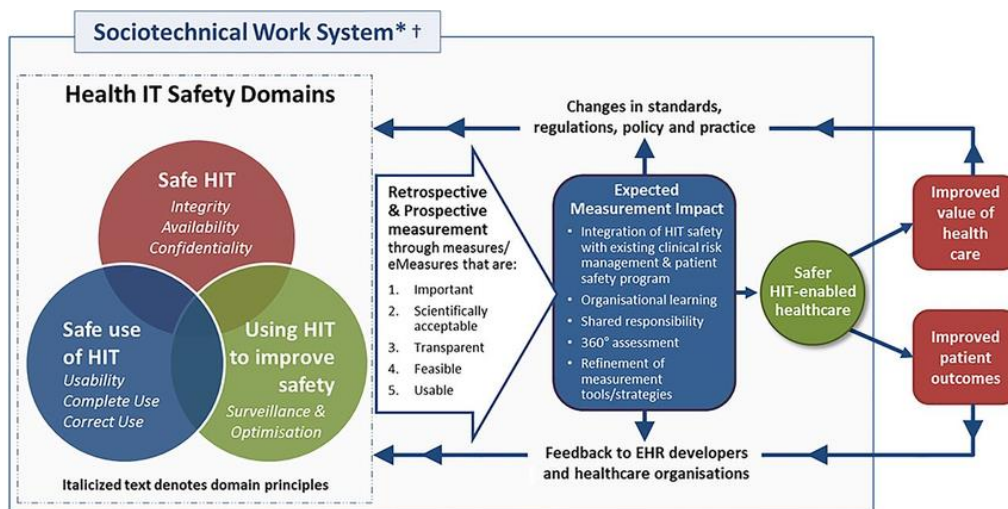 Sociotechnical Work System* †
Health IT Safety Domains
Safe HIT
Integrity
Availability
Confidentiality
Safe use
of HIT
Usability
Complete Use
Correct Use
Using HIT
to improve
safety
Surveillance &
Optimisation
Italicized text denotes domain principles
Retrospective
& Prospective
measurement
through measures/
eMeasures that are:
1. Important
2. Scientifically
acceptable
3. Transparent
4. Feasible
5. Usable
Changes in standards,
regulations, policy and practice
Expected
Measurement Impact
• Integration of HIT safety
with existing clinical risk
management & patient
safety program
• Organisational learning
• Shared responsibility
• 360° assessment
• Refinement of
measurement
tools/strategies
Feedback to EHR developers
and healthcare organisations
Safer
HIT-enabled
healthcare
Improved
value of
health
care
Improved
patient
outcomes